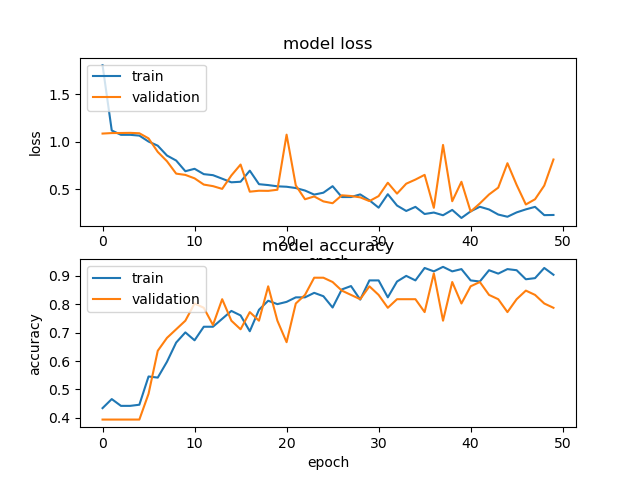 model loss
train
validation
1.5
1.0
0.5
loss
0 10 20 30 40 50
epoch
model accuracy
train
validation
0.9
0.8
0.7
0.6
0.5
0.4
accuracy
0 10 20 30 40 50
epoch